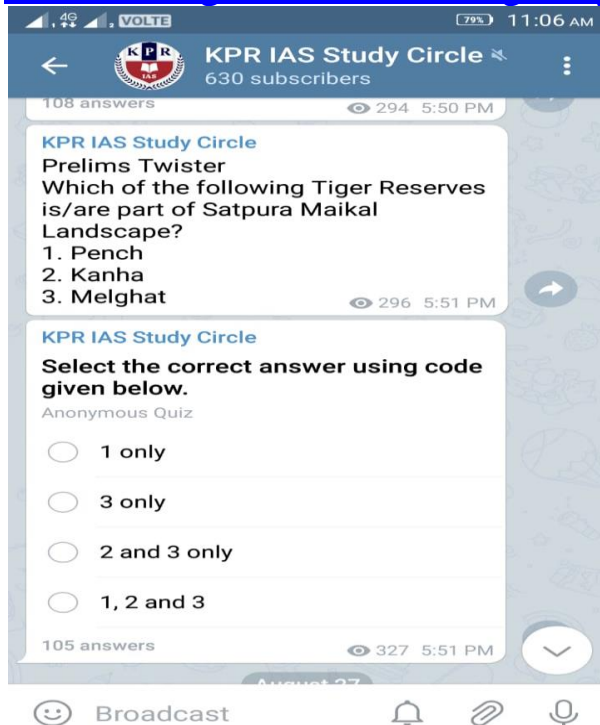 4G VOLTE 79% 11:06 AM
KPR
IAS
KPR IAS Study Circle
630 subscribers
108 answers 294 5:50 PM
KPR IAS Study Circle
Prelims Twister
Which of the following Tiger Reserves
is/are part of Satpura Maikal
Landscape?
1. Pench
2. Kanha
3. Melghat 296 5:51 PM
KPR IAS Study Circle
Select the correct answer using code
given below.
Anonymous Quiz
1 only
3 only
2 and 3 only
1, 2 and 3
105 answers 327 5:51 PM
August 27
Broadcast